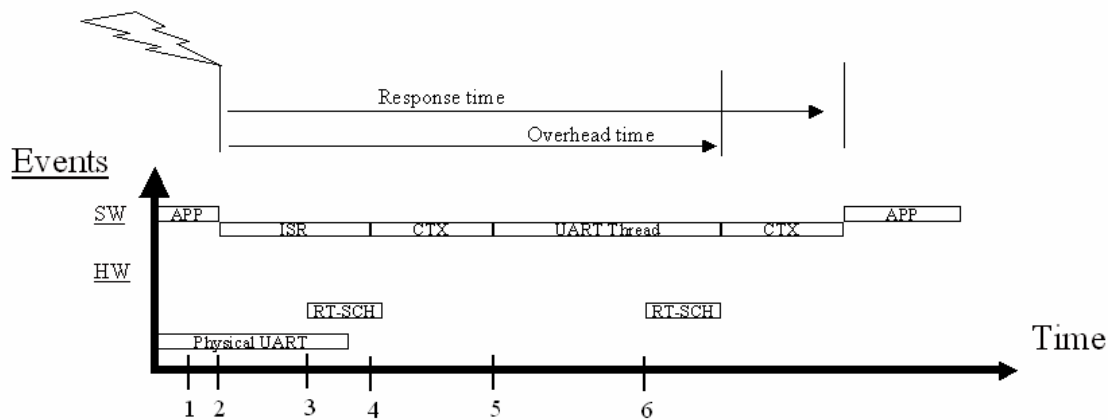 Response time
Overhead time
Events
SW
APP
APP
ISR
CTX
UART Thread
CTX
HW
RT-SCH
RT-SCH
Physical UART
Time
1 2 3 4 5 6